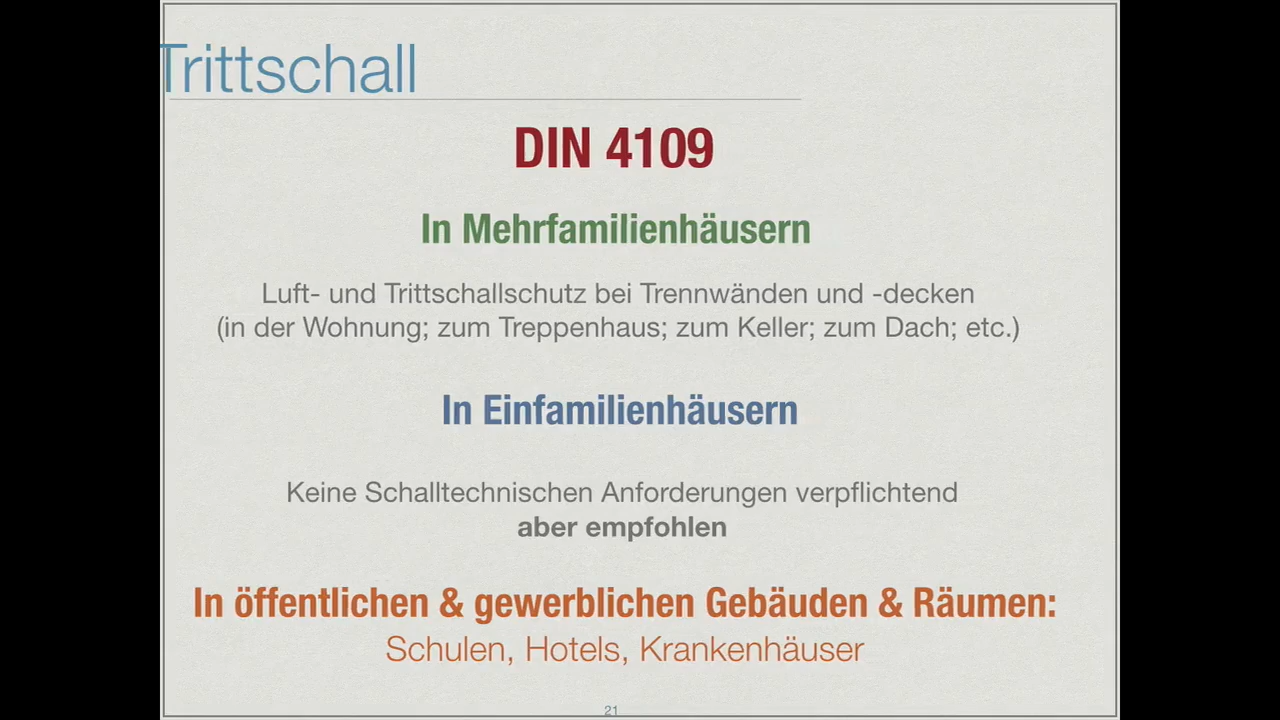 Trittschall
DIN 4109
In Mehrfamilienhäusern
Luft- und Trittschallschutz bei Trennwänden und -decken
(in der Wohnung; zum Treppenhaus; zum Keller; zum Dach; etc.)
In Einfamilienhäusern
Keine Schalltechnischen Anforderungen verpflichtend
aber empfohlen
In öffentlichen & gewerblichen Gebäuden & Räumen:
Schulen, Hotels, Krankenhäuser
21